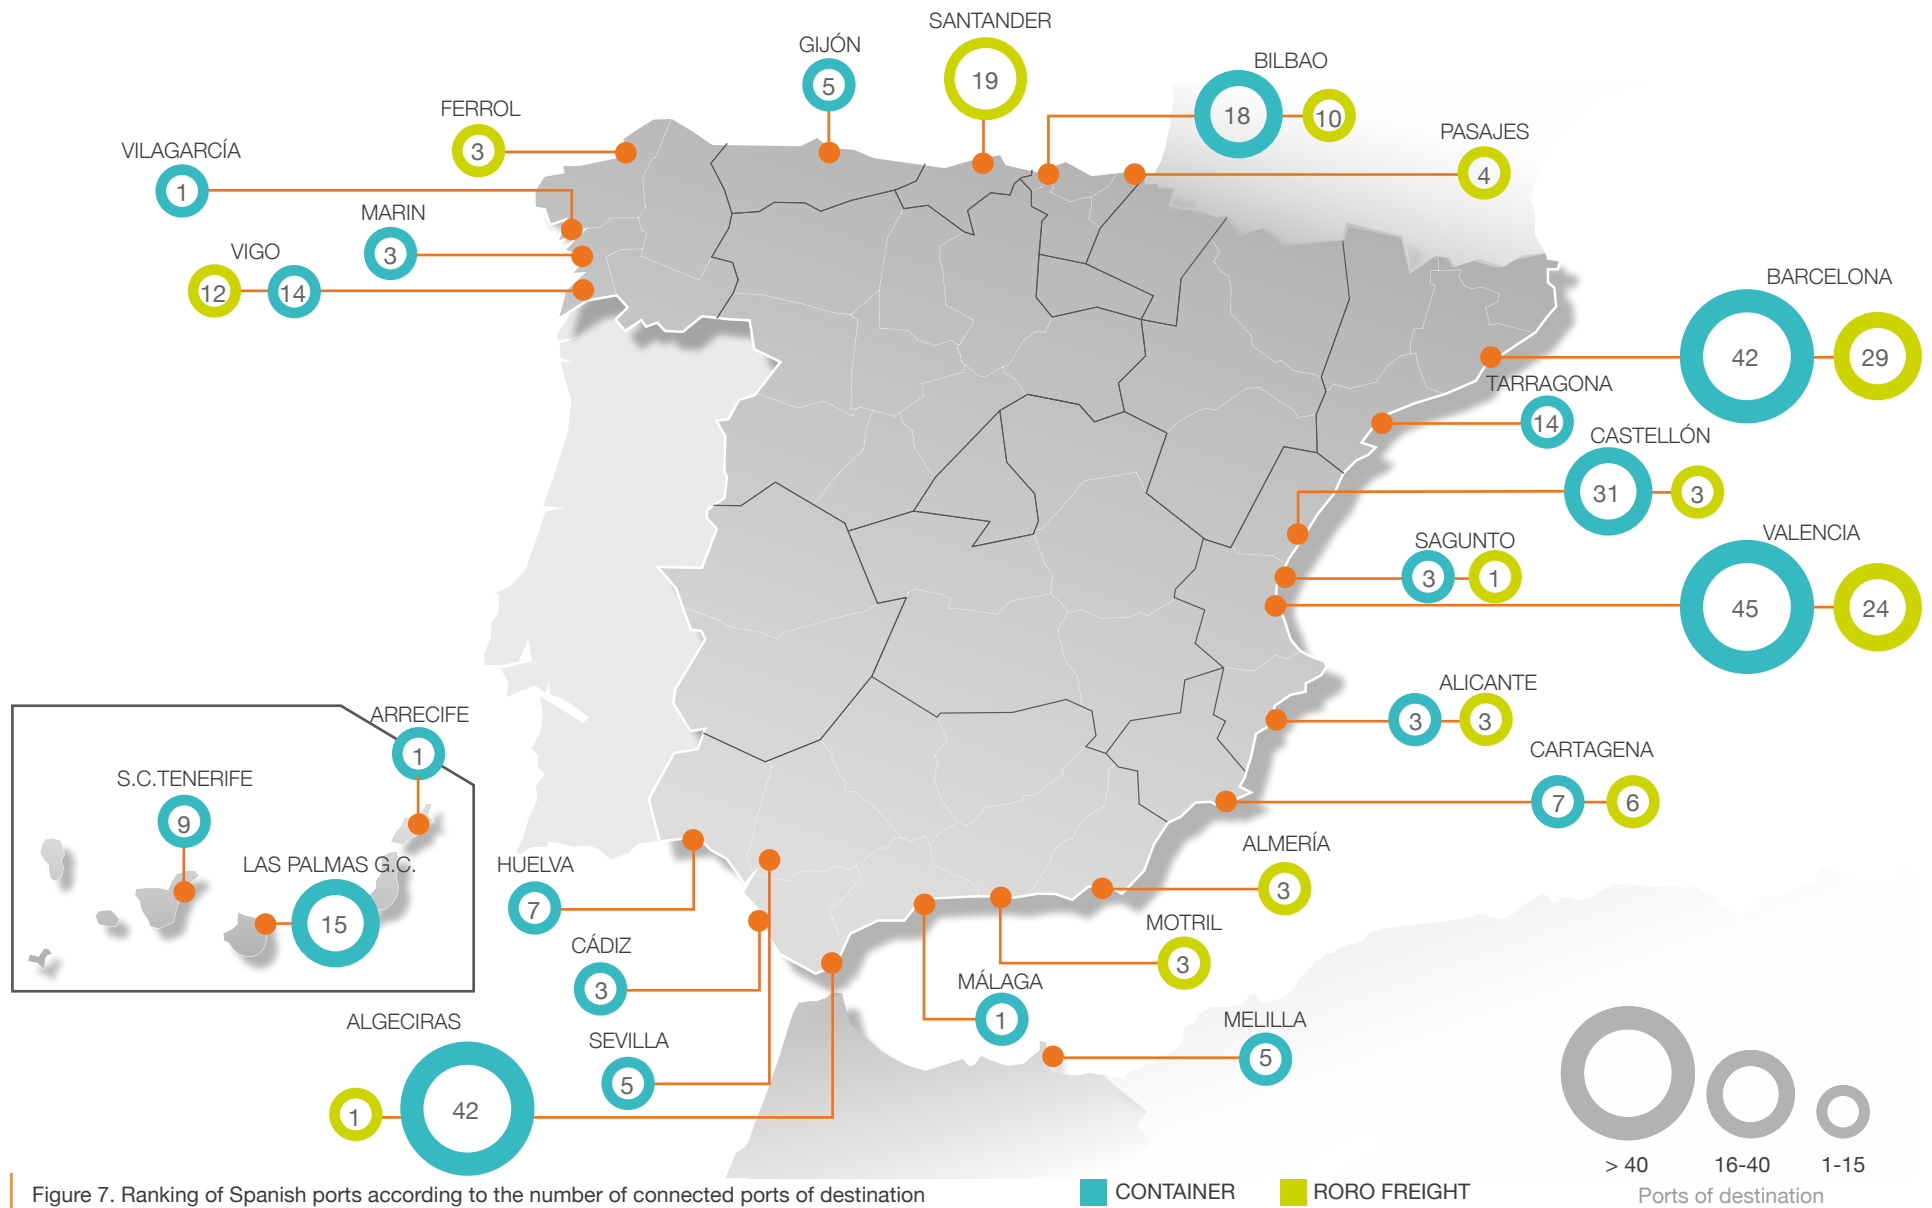 SANTANDER
19
GIJÓN
5
BILBAO
18
10
FERROL
3
PASAJES
4
VILAGARCÍA
1
MARIN
3
VIGO
12
14
BARCELONA
42
29
TARRAGONA
14
CASTELLÓN
31
3
SAGUNTO
3
1
VALENCIA
45
24
ALICANTE
3
3
CARTAGENA
7
6
ARRECIFE
1
S.C.TENERIFE
9
LAS PALMAS G.C.
15
HUELVA
7
ALMERÍA
3
CÁDIZ
3
MOTRIL
3
MÁLAGA
1
SEVILLA
5
MELILLA
5
ALGECIRAS
1
42
> 40
16-40
1-15
Ports of destination
Figure 7. Ranking of Spanish ports according to the number of connected ports of destination
CONTAINER
RORO FREIGHT